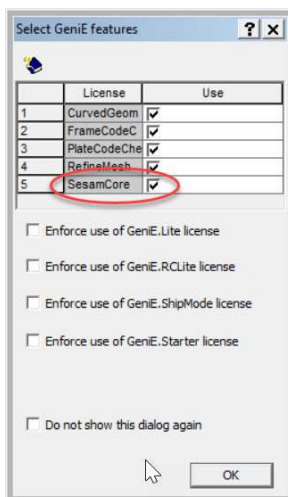 Select GeniE features
? x
License Use
1 CurvedGeom
2 FrameCodeC
3 PlateCodeChe
4 RefineMesh
5 SesamCore
Enforce use of GeniE.Lite license
Enforce use of GeniE.RCLite license
Enforce use of GeniE.ShipMode license
Enforce use of GeniE.Starter license
Do not show this dialog again
OK